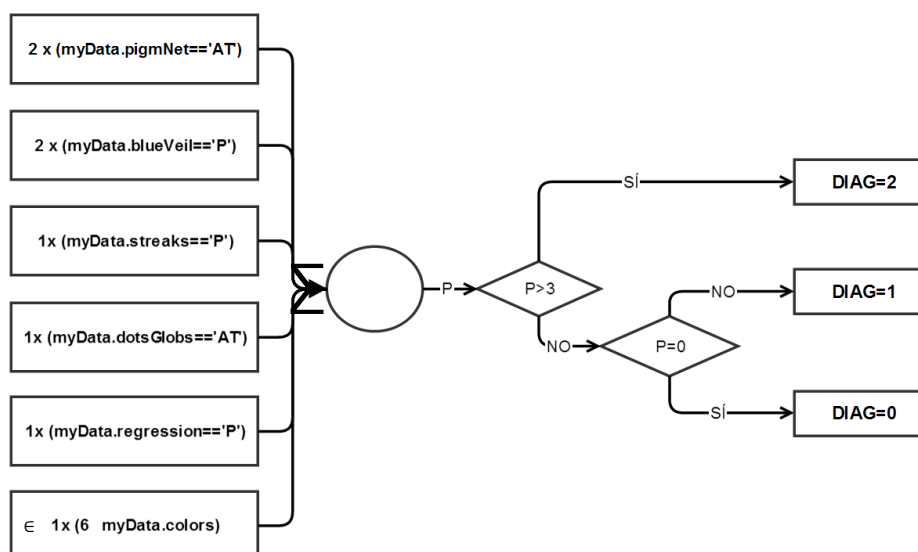 2 x (myData.pigmNet=='AT')
2 x (myData.blueVeil=='P')
1x (myData.streaks=='P')
1x (myData.dotsGlobs=='AT')
1x (myData.regression=='P')
∈ 1x (6 myData.colors)
Σ
P
P>3
SÍ
NO
P=0
NO
SÍ
DIAG=2
DIAG=1
DIAG=0